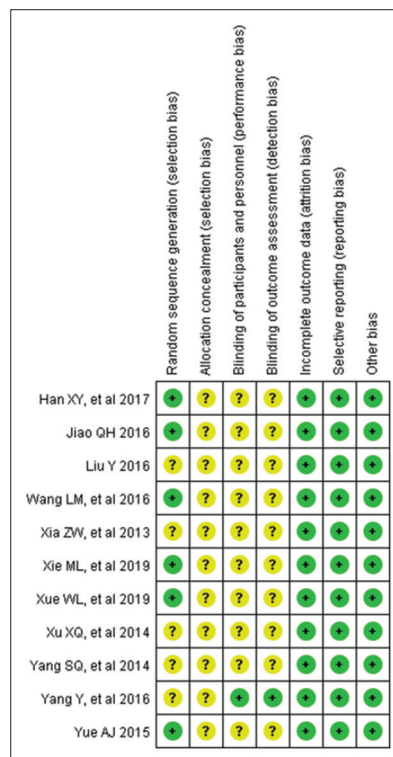 Random sequence generation (selection bias)
Allocation concealment (selection bias)
Blinding of participants and personnel (performance bias)
Blinding of outcome assessment (detection bias)
Incomplete outcome data (attrition bias)
Selective reporting (reporting bias)
Other bias
Han XY, et al 2017 + ? ? ? + + +
Jiao QH 2016 + ? ? ? + + +
Liu Y 2016 ? ? ? ? + + +
Wang LM, et al 2016 + ? ? ? + + +
Xia ZW, et al 2013 ? ? ? ? + + +
Xie ML, et al 2019 + ? ? ? + + +
Xue WL, et al 2019 + ? ? ? + + +
Xu XQ, et al 2014 ? ? ? ? + + +
Yang SQ, et al 2014 ? ? ? ? + + +
Yang Y, et al 2016 ? ? + + + + +
Yue AJ 2015 + ? ? ? + + +